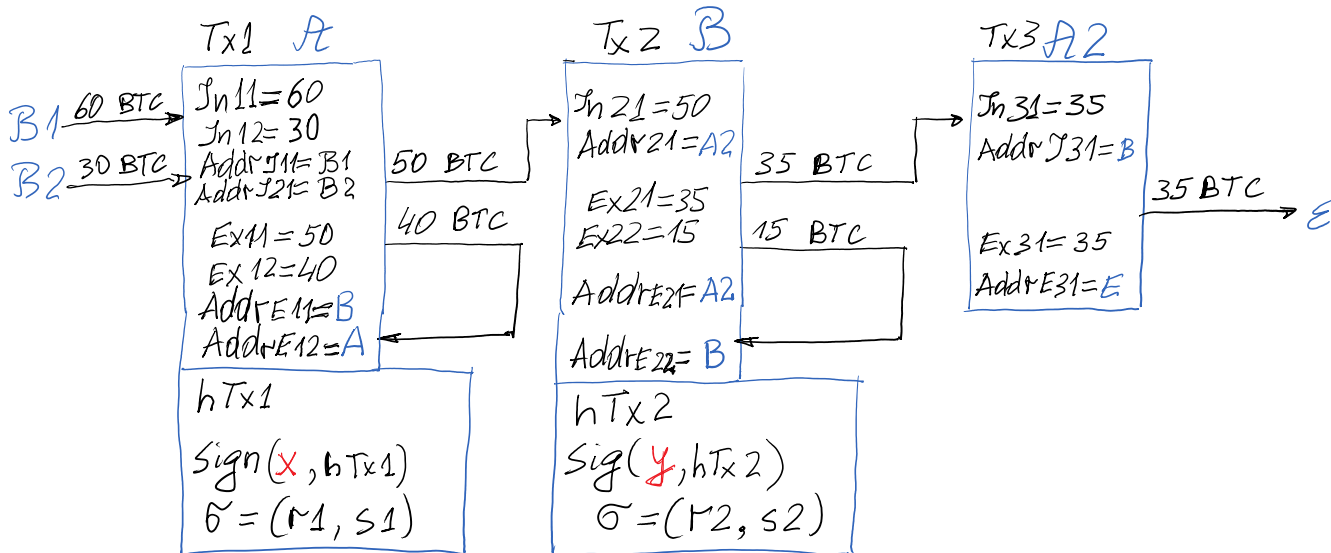 Tx1 A
B1
60 BTC
B2
30 BTC
In11=60
In12=30
AddrI11=B1
AddrI21=B2
Ex11=50
Ex12=40
AddrE11=B
AddrE12=A
hTx1
Sign(x,hTx1)
σ=(r1,s1)
50 BTC
40 BTC
Tx2 B
In21=50
Addr21=A2
Ex21=35
Ex22=15
AddrE21=A2
AddrE22=B
hTx2
Sig(y,hTx2)
σ=(r2,s2)
35 BTC
15 BTC
Tx3 A2
In31=35
AddrI31=B
Ex31=35
AddrE31=E
35 BTC
E